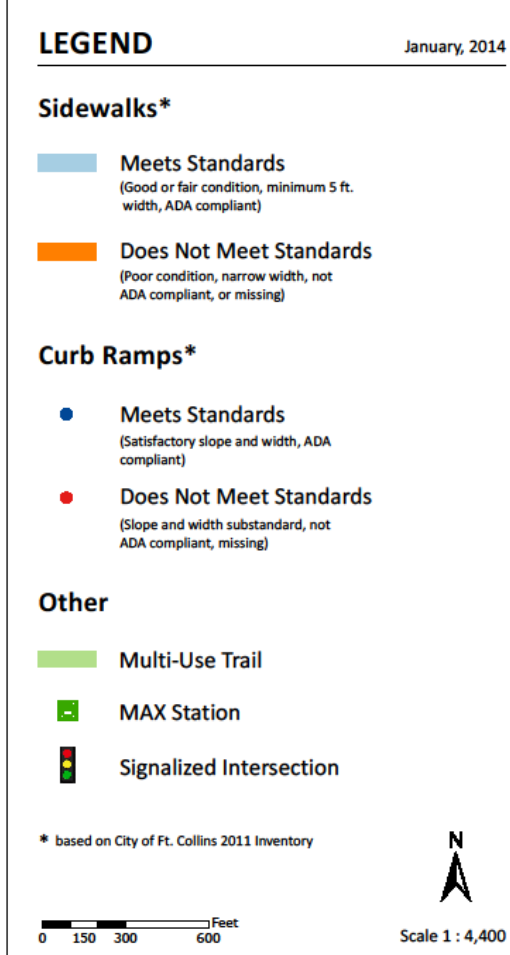 LEGEND
January, 2014
Sidewalks*
Meets Standards
(Good or fair condition, minimum 5 ft.
width, ADA compliant)
Does Not Meet Standards
(Poor condition, narrow width, not
ADA compliant, or missing)
Curb Ramps*
Meets Standards
(Satisfactory slope and width, ADA
compliant)
Does Not Meet Standards
(Slope and width substandard, not
ADA compliant, missing)
Other
Multi-Use Trail
MAX Station
Signalized Intersection
* based on City of Ft. Collins 2011 Inventory
N
Feet
0 150 300 600
Scale 1 : 4,400